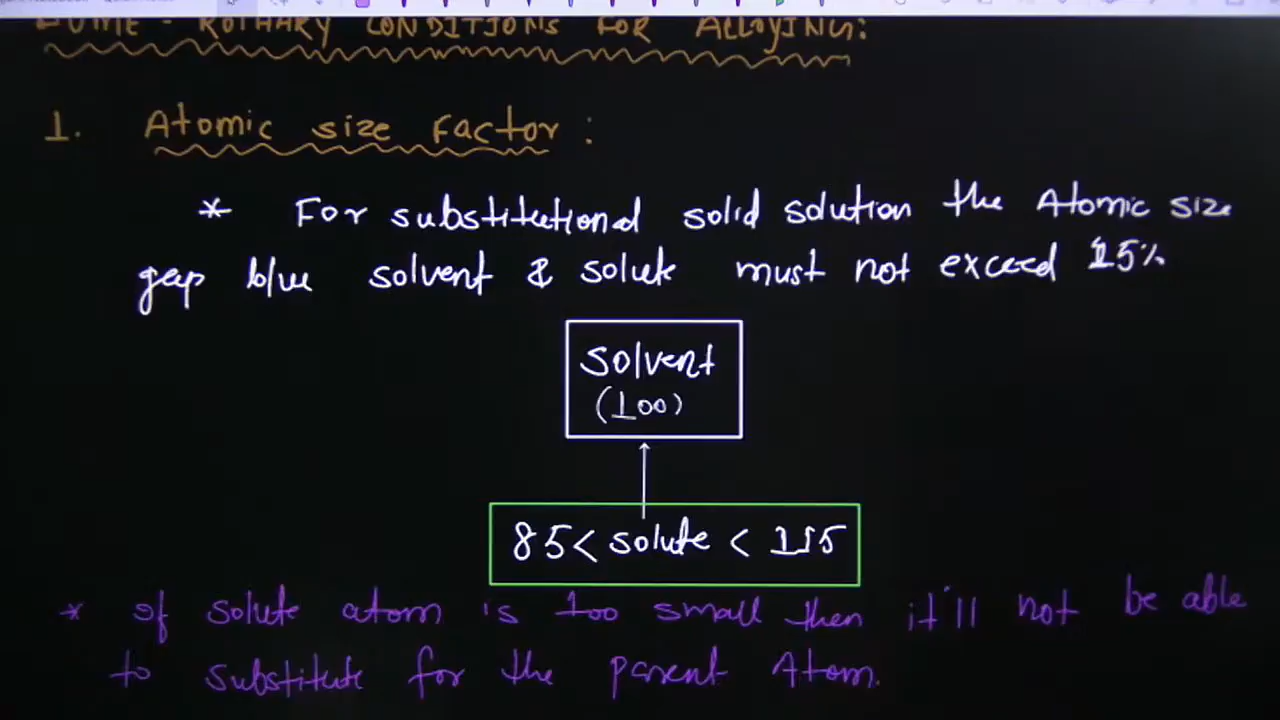 HUME - ROTHARY CONDITIONS FOR ALLOYING:
1. Atomic size Factor:
* For substitutional solid solution the Atomic size
gap b/w solvent & solute must not exceed 15%
Solvent
(100)
85< solute < 115
* If solute atom is too small then it'll not be able
to substitute for the parent Atom.